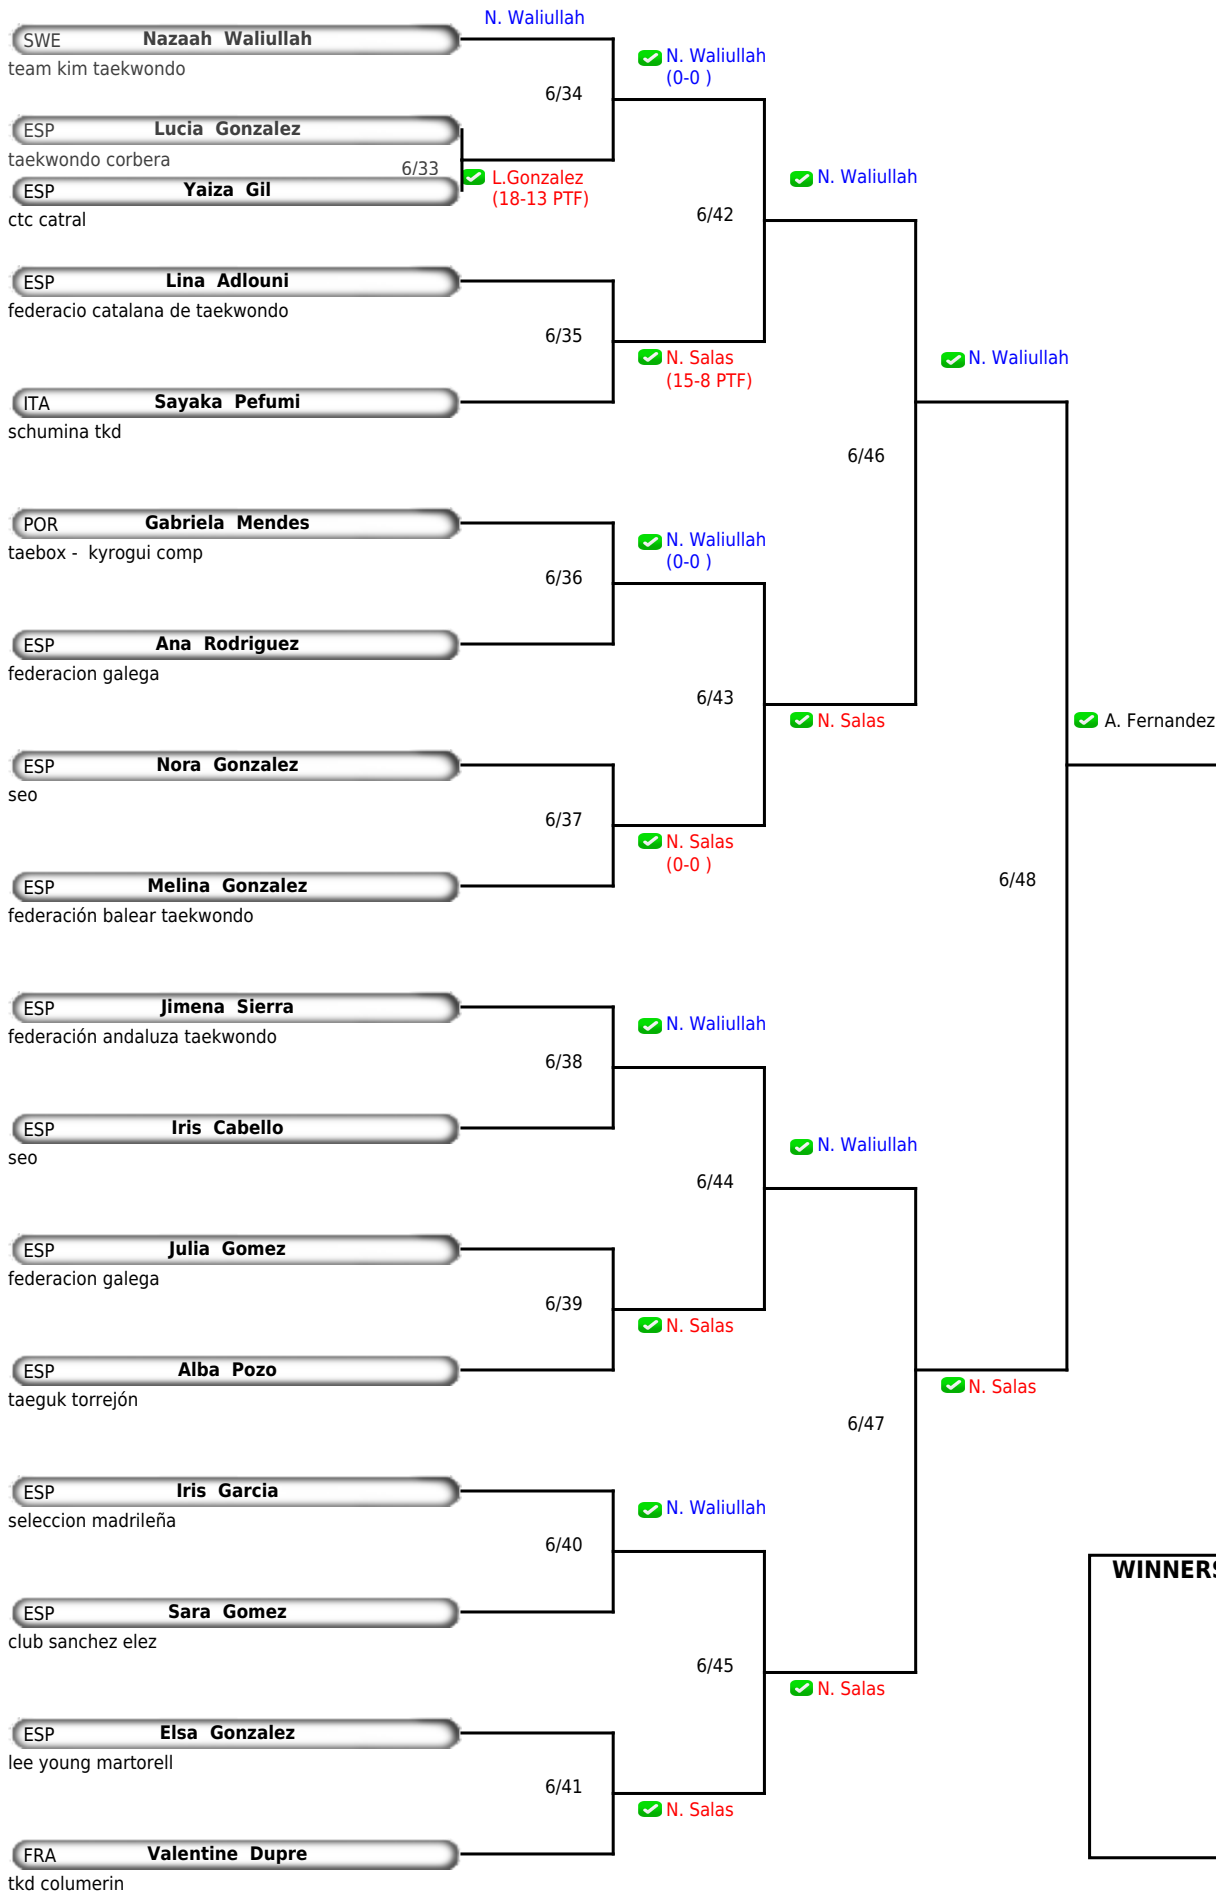 N. Waliullah
SWE Nazaah Waliullah
team kim taekwondo
N. Waliullah
(0-0 )
6/34
ESP Lucia Gonzalez
taekwondo corbera
6/33
L.Gonzalez
(18-13 PTF)
ESP Yaiza Gil
ctc catral
N. Waliullah
6/42
ESP Lina Adlouni
federacio catalana de taekwondo
6/35
N. Salas
(15-8 PTF)
N. Waliullah
ITA Sayaka Pefumi
schumina tkd
6/46
POR Gabriela Mendes
taebox - kyrogui comp
N. Waliullah
(0-0 )
6/36
ESP Ana Rodriguez
federacion galega
6/43
N. Salas
A. Fernandez
ESP Nora Gonzalez
seo
6/37
N. Salas
(0-0 )
ESP Melina Gonzalez
federación balear taekwondo
6/48
ESP Jimena Sierra
federación andaluza taekwondo
N. Waliullah
6/38
ESP Iris Cabello
seo
N. Waliullah
6/44
ESP Julia Gomez
federacion galega
6/39
N. Salas
ESP Alba Pozo
taeguk torrejón
N. Salas
6/47
ESP Iris Garcia
seleccion madrileña
N. Waliullah
6/40
WINNERS
ESP Sara Gomez
club sanchez elez
6/45
N. Salas
ESP Elsa Gonzalez
lee young martorell
6/41
N. Salas
FRA Valentine Dupre
tkd columerin